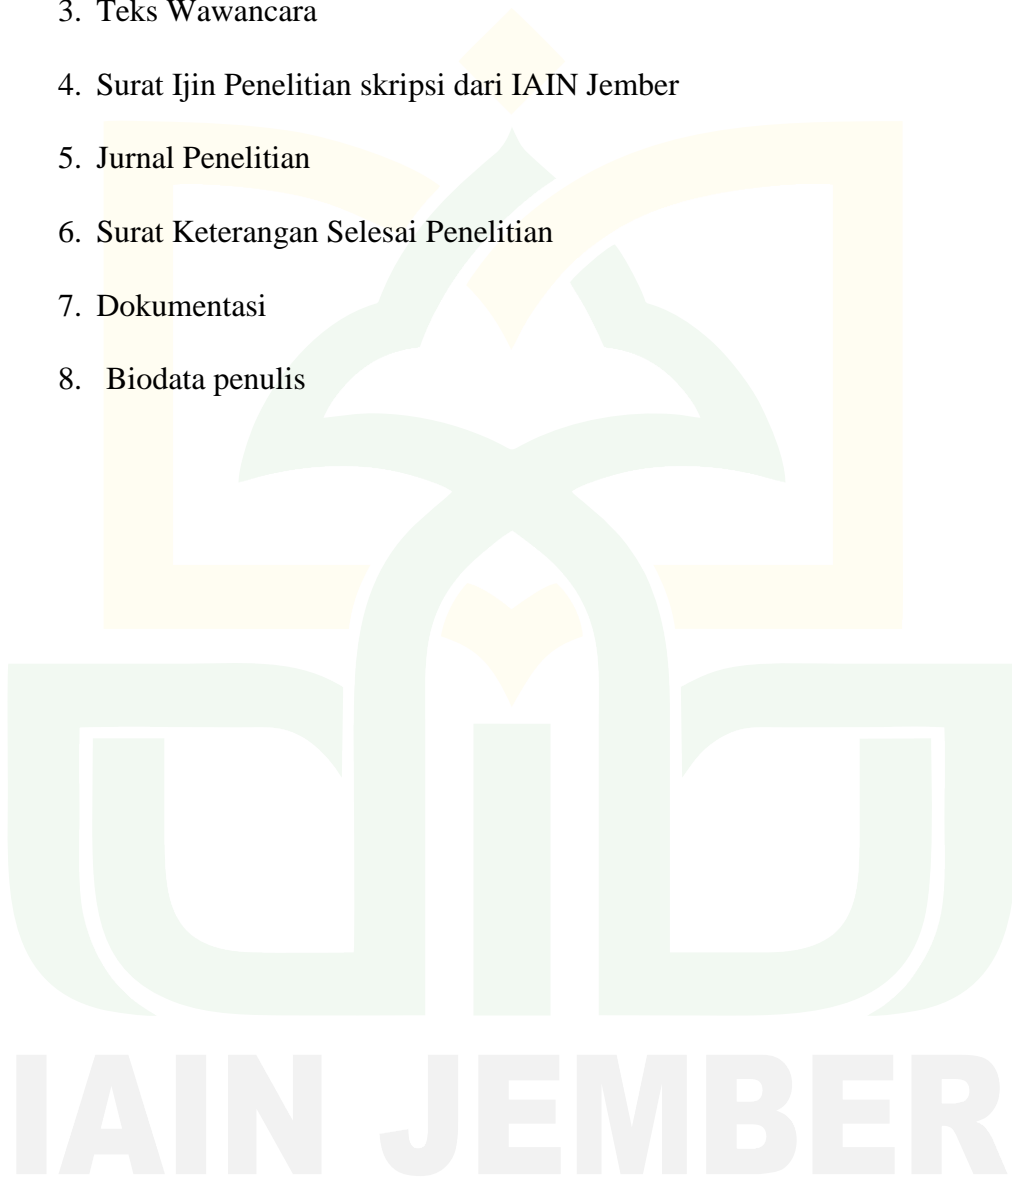 3. Teks Wawancara
4. Surat Ijin Penelitian skripsi dari IAIN Jember
5. Jurnal Penelitian
6. Surat Keterangan Selesai Penelitian
7. Dokumentasi
8. Biodata penulis
IAIN JEMBER